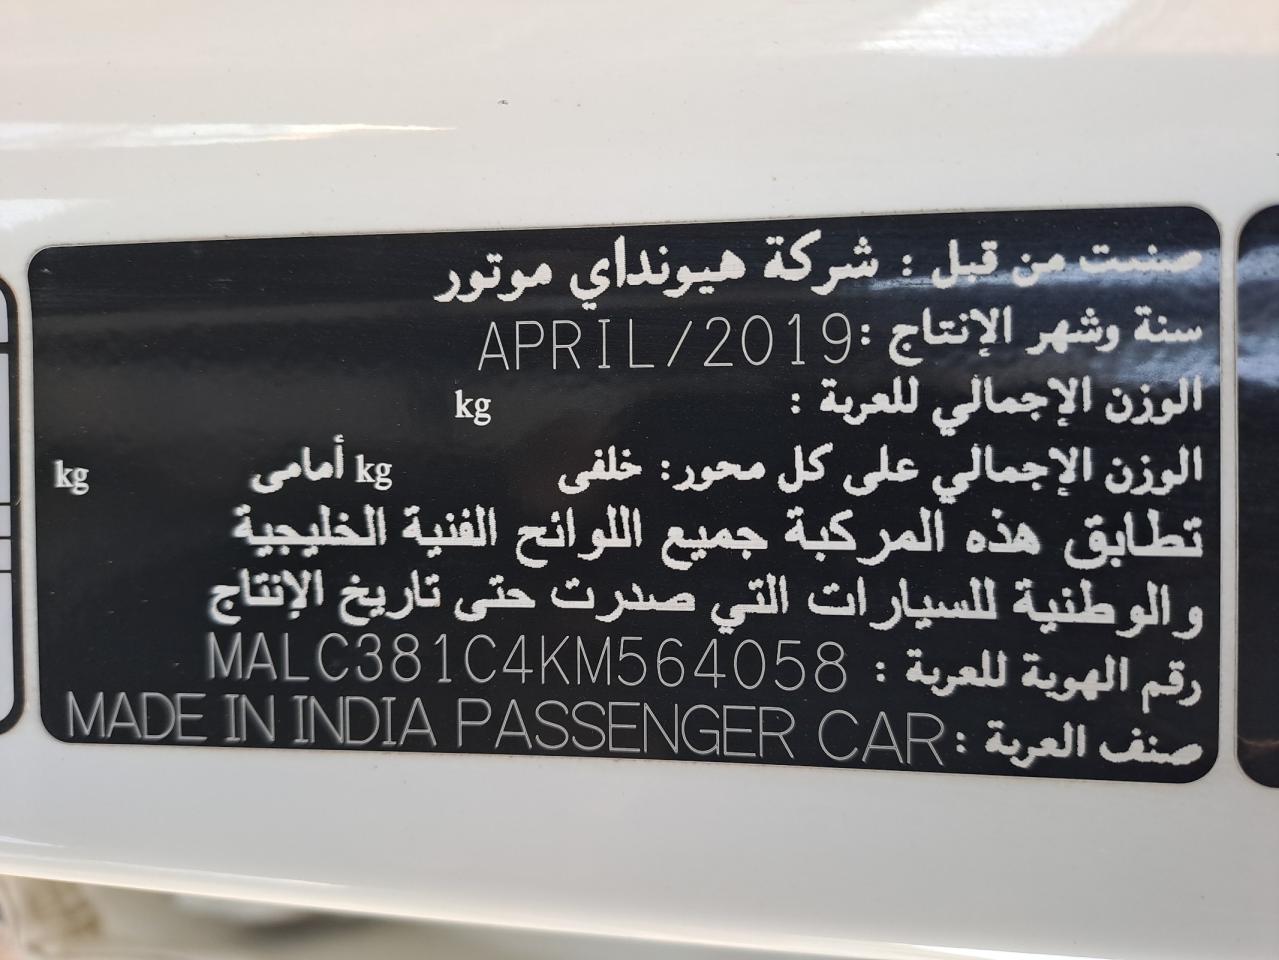 صنعت من قبل : شركة هيونداي موتور
سنة وشهر الإنتاج : APRIL/2019
الوزن الإجمالي للعربة : kg
الوزن الإجمالي على كل محور: خلفى kg أمامى kg
تطابق هذه المركبة جميع اللوائح الفنية الخليجية
والوطنية للسيارات التي صدرت حتى تاريخ الإنتاج
رقم الهوية للعربة : MALC381C4KM564058
صنف العربة : MADE IN INDIA PASSENGER CAR